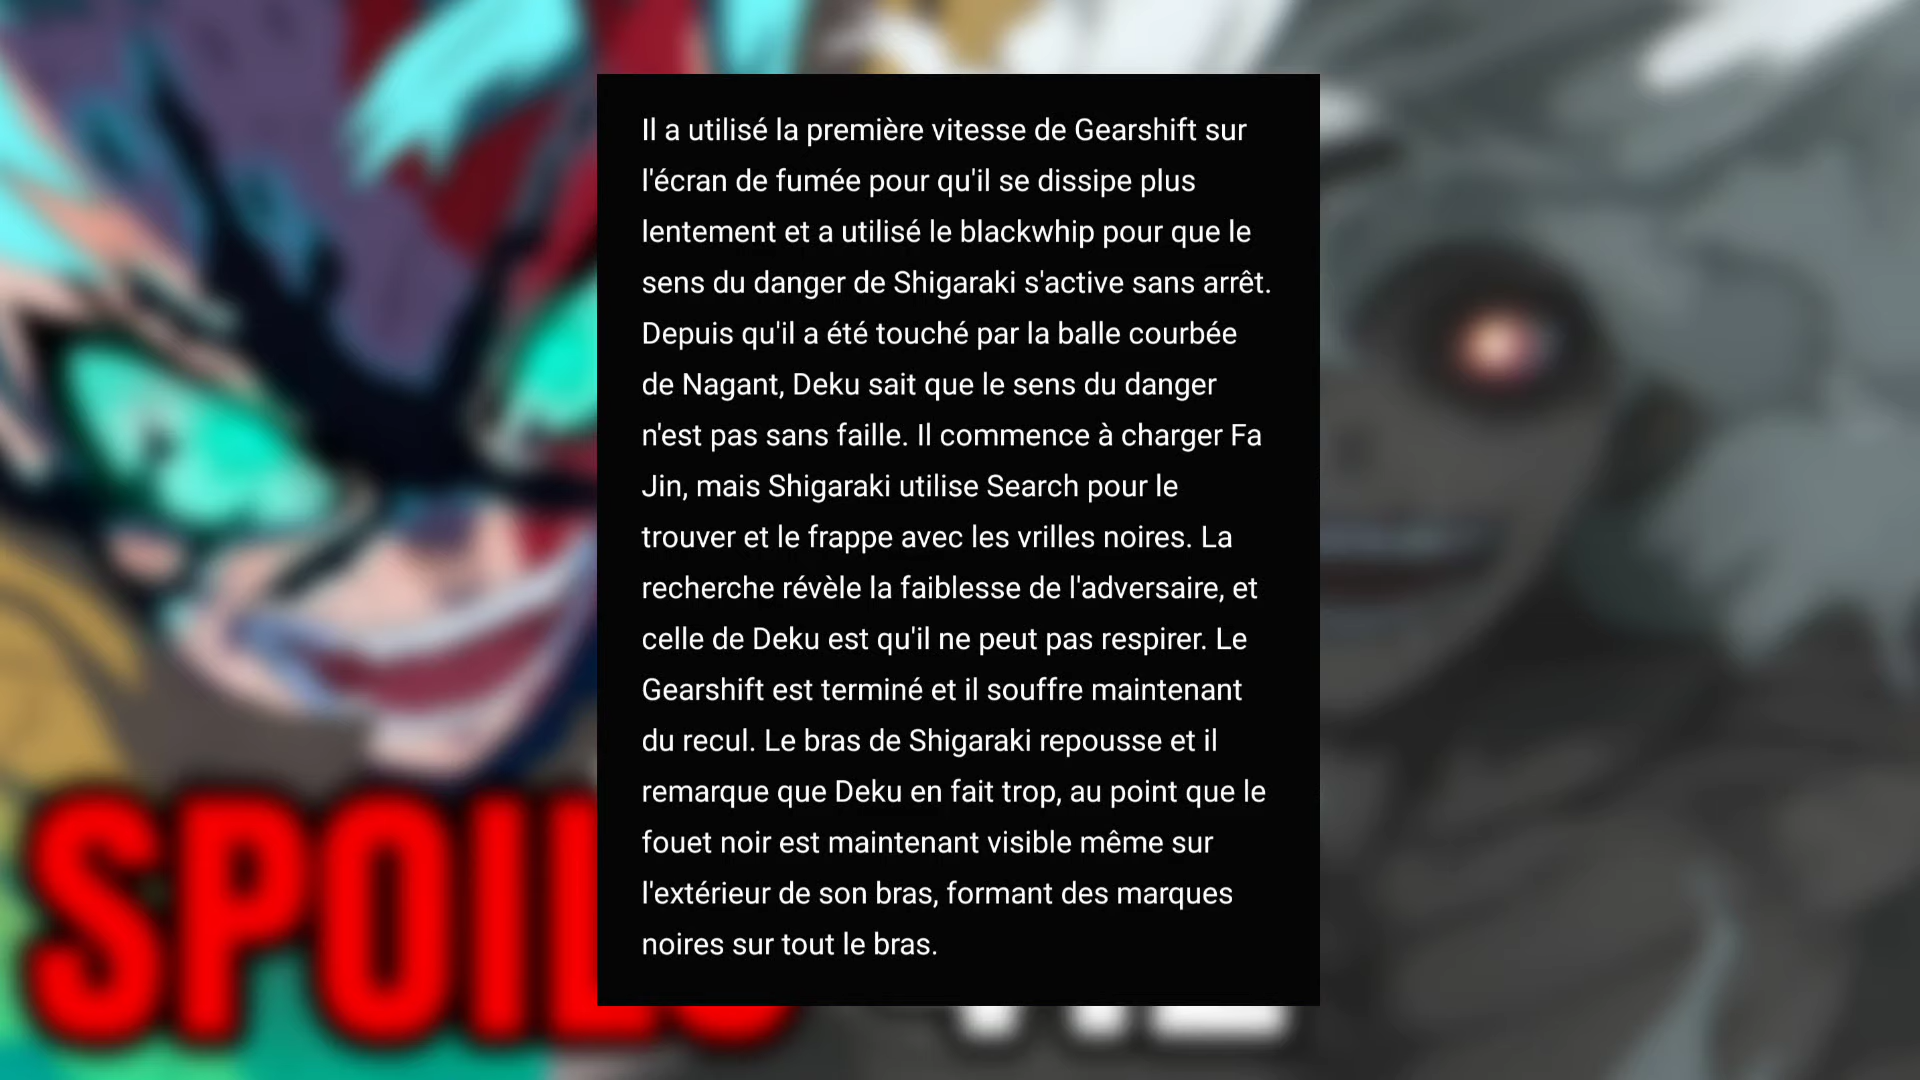 Il a utilisé la première vitesse de Gearshift sur
l'écran de fumée pour qu'il se dissipe plus
lentement et a utilisé le blackwhip pour que le
sens du danger de Shigaraki s'active sans arrêt.
Depuis qu'il a été touché par la balle courbée
de Nagant, Deku sait que le sens du danger
n'est pas sans faille. Il commence à charger Fa
Jin, mais Shigaraki utilise Search pour le
trouver et le frappe avec les vrilles noires. La
recherche révèle la faiblesse de l'adversaire, et
celle de Deku est qu'il ne peut pas respirer. Le
Gearshift est terminé et il souffre maintenant
du recul. Le bras de Shigaraki repousse et il
remarque que Deku en fait trop, au point que le
fouet noir est maintenant visible même sur
l'extérieur de son bras, formant des marques
noires sur tout le bras.
SPOIL